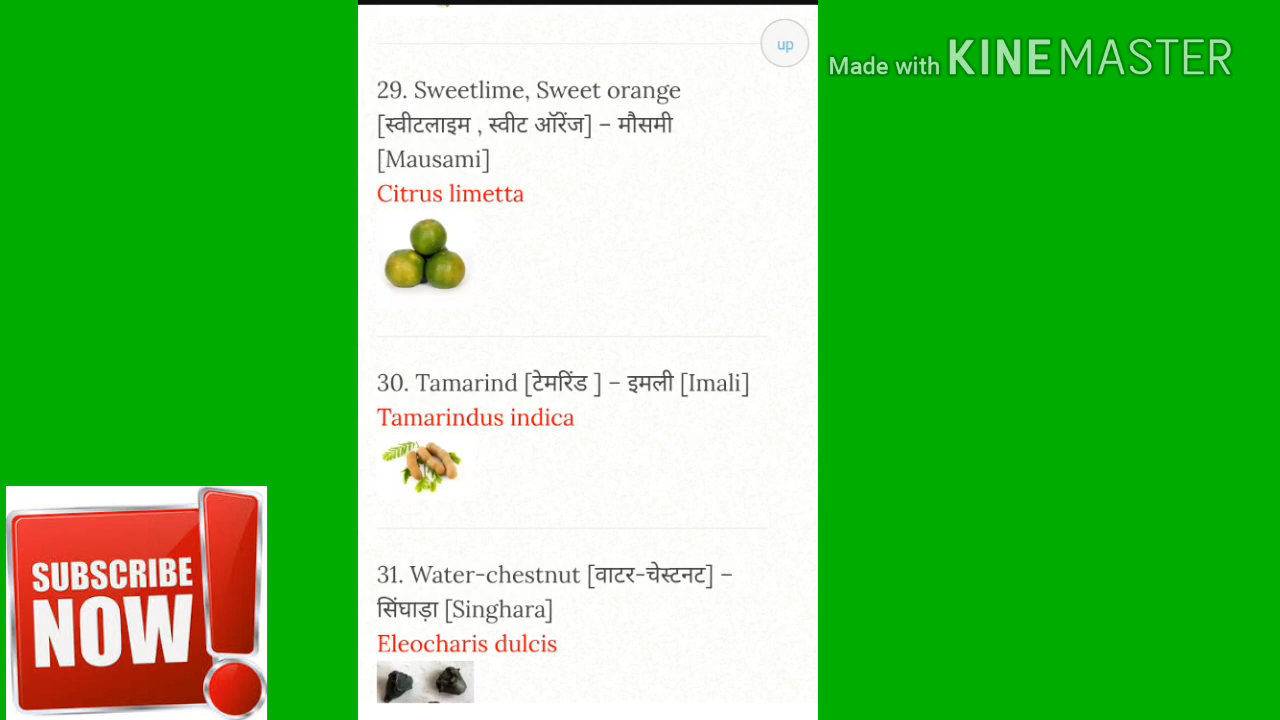 up
Made with KINEMASTER
29. Sweetlime, Sweet orange
[स्वीटलाइम , स्वीट ऑरेंज] – मौसमी
[Mausami]
Citrus limetta
30. Tamarind [टेमरिंड ] – इमली [Imali]
Tamarindus indica
31. Water-chestnut [वाटर-चेस्टनट] –
सिंघाड़ा [Singhara]
Eleocharis dulcis
SUBSCRIBE
NOW